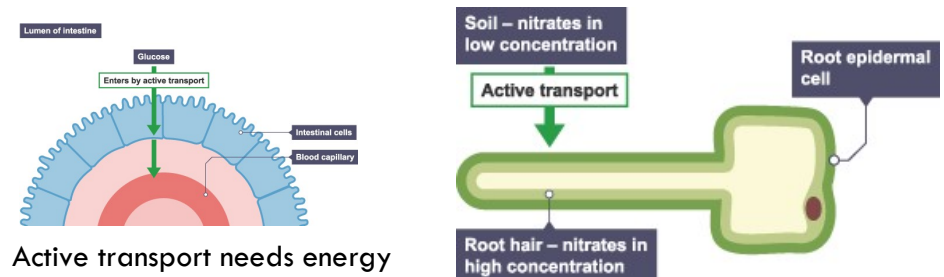 Lumen of intestine
Glucose
Enters by active transport
Intestinal cells
Blood capillary
Active transport needs energy
Soil – nitrates in
low concentration
Active transport
Root epidermal
cell
Root hair – nitrates in
high concentration